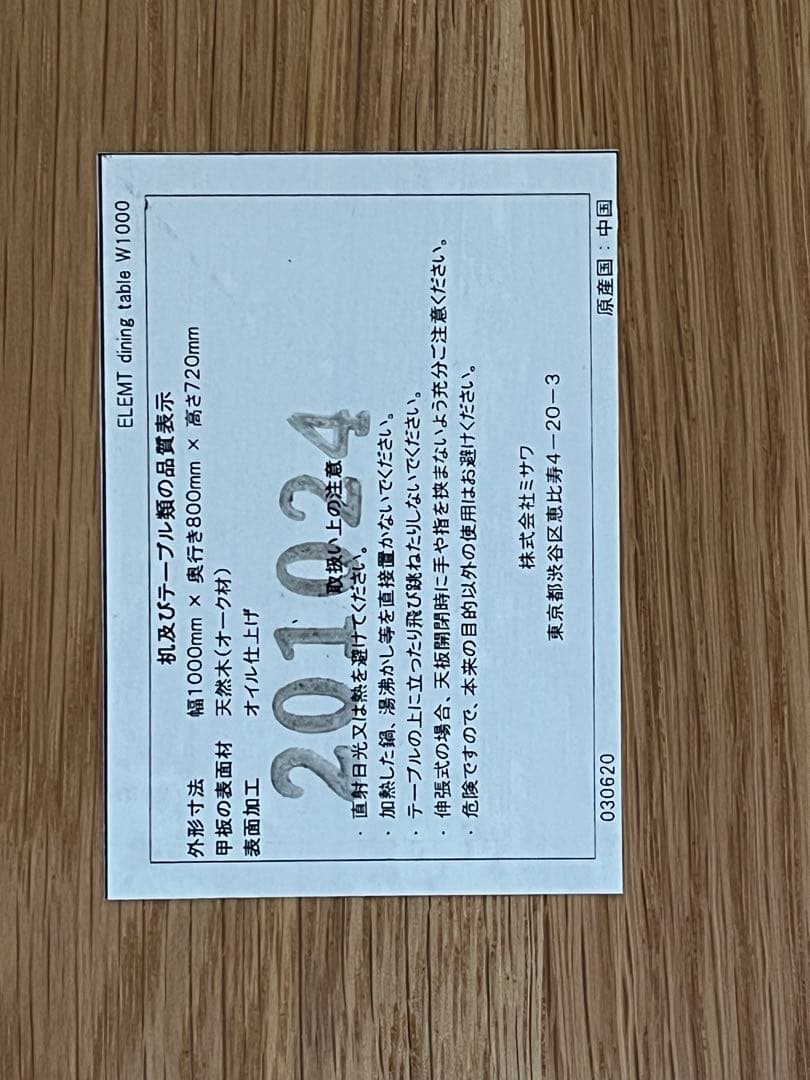 ELEMT dining table W1000
机及びテーブル類の品質表示
外形寸法 幅1000mm × 奥行き800mm × 高さ720mm
甲板の表面材 天然木(オーク材)
表面加工 オイル仕上げ
201024
取扱い上の注意
・直射日光又は熱を避けてください。
・加熱した鍋、湯沸かし等を直接置かないでください。
・テーブルの上に立ったり飛び跳ねたりしないでください。
・伸張式の場合、天板開閉時に手や指を挟まないよう充分ご注意ください。
・危険ですので、本来の目的以外の使用はお避けください。
株式会社ミサワ
東京都渋谷区恵比寿4-20-3
030620 原産国:中国